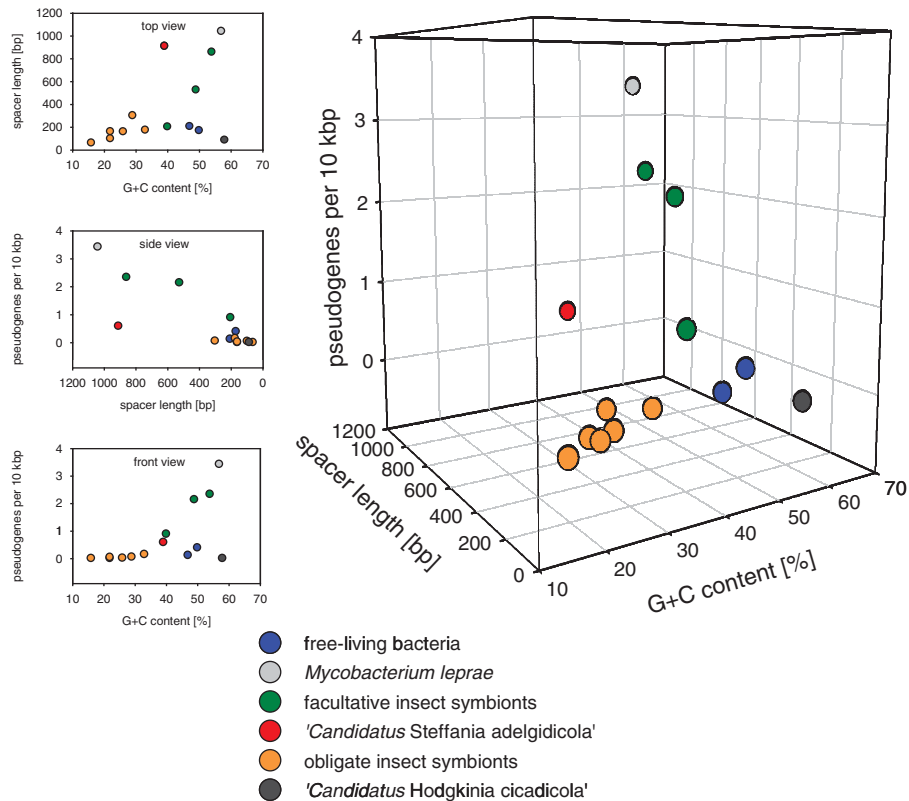 top view
spacer length [bp]
1200
1000
800
600
400
200
0
10 20 30 40 50 60 70
G+C content [%]
side view
pseudogenes per 10 kbp
4
3
2
1
0
1200 1000 800 600 400 200 0
spacer length [bp]
front view
pseudogenes per 10 kbp
4
3
2
1
0
10 20 30 40 50 60 70
G+C content [%]
pseudogenes per 10 kbp
4
3
2
1
0
spacer length [bp]
1200
1000
800
600
400
200
0
10
20
30
40
50
60
70
G+C content [%]
free-living bacteria
Mycobacterium leprae
facultative insect symbionts
'Candidatus Steffania adelgidicola'
obligate insect symbionts
'Candidatus Hodgkinia cicadicola'